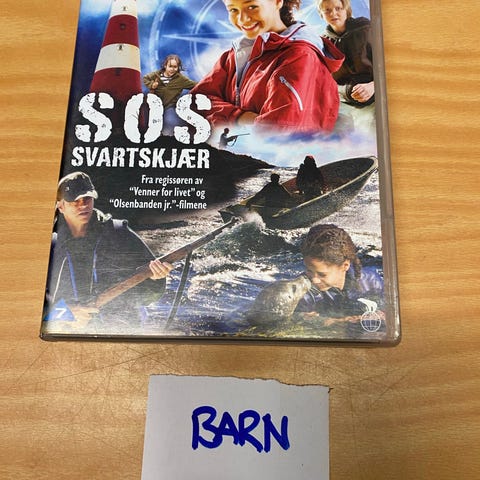 SOS
SVARTSKJÆR
Fra regissøren av
"Venner for livet" og
"Olsenbanden jr."-filmene
7
BARN